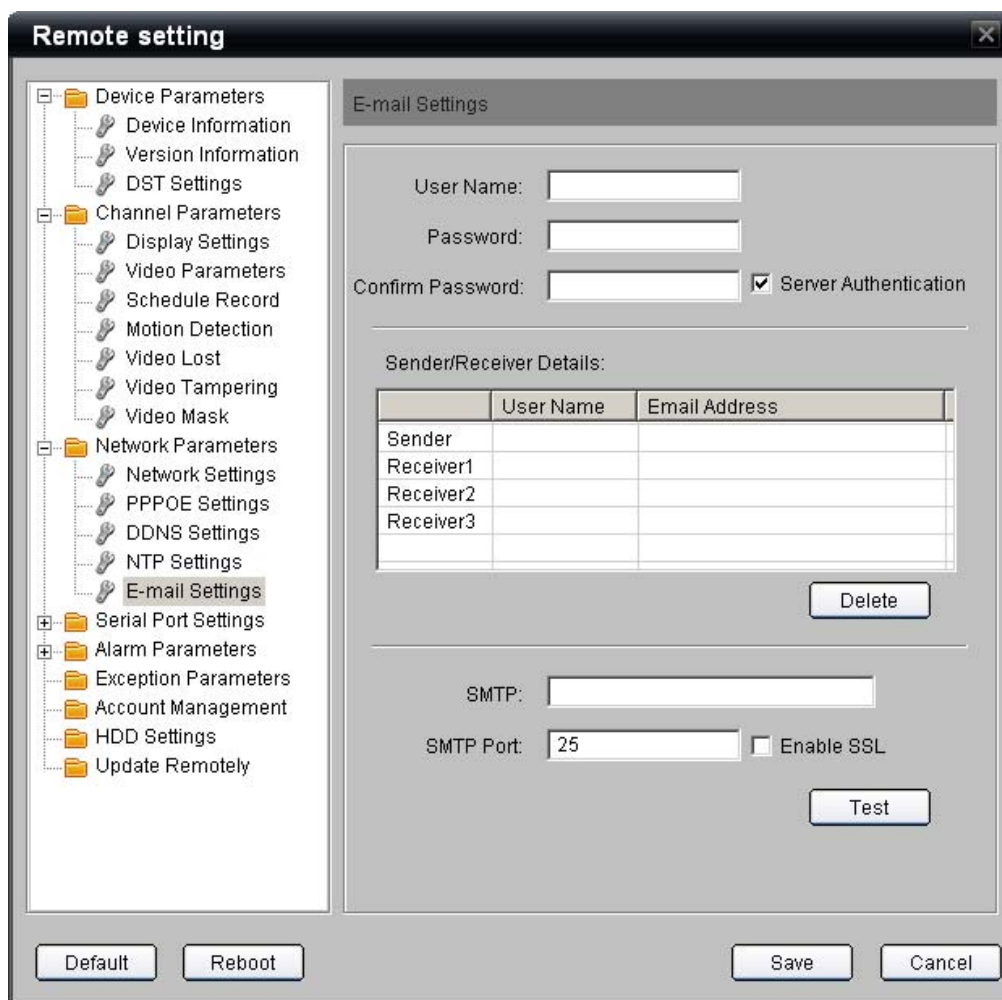 Remote setting
Device Parameters
Device Information
Version Information
DST Settings
Channel Parameters
Display Settings
Video Parameters
Schedule Record
Motion Detection
Video Lost
Video Tampering
Video Mask
Network Parameters
Network Settings
PPPOE Settings
DDNS Settings
NTP Settings
E-mail Settings
Serial Port Settings
Alarm Parameters
Exception Parameters
Account Management
HDD Settings
Update Remotely
E-mail Settings
User Name:
Password:
Confirm Password:
Server Authentication
Sender/Receiver Details:
User Name Email Address
Sender
Receiver1
Receiver2
Receiver3
Delete
SMTP:
SMTP Port: 25 Enable SSL
Test
Default Reboot Save Cancel